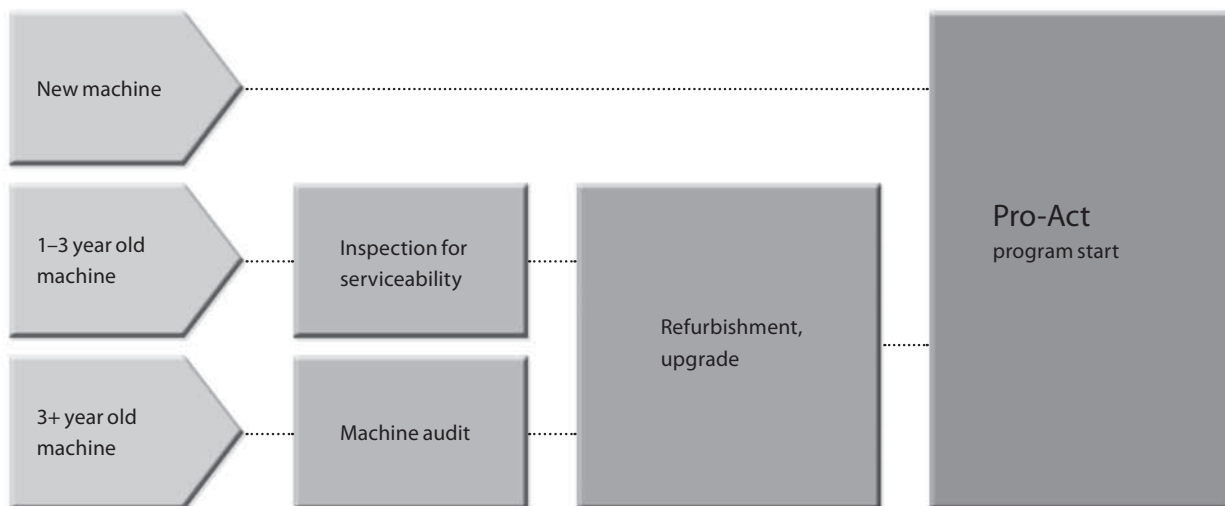 New machine
1–3 year old
machine
Inspection for
serviceability
3+ year old
machine
Machine audit
Refurbishment,
upgrade
Pro-Act
program start